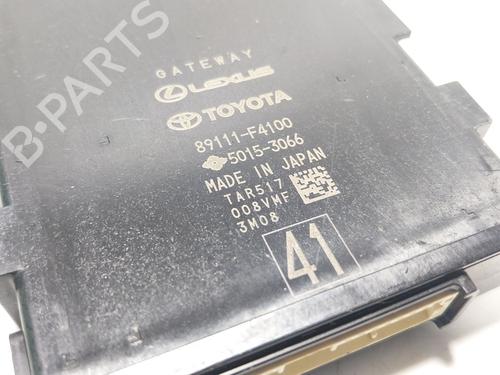 B-PARTS
GATEWAY
LEXUS
TOYOTA
89111-F4100
5015-3066
MADE IN JAPAN
TAR517
008VMF
3M08
41